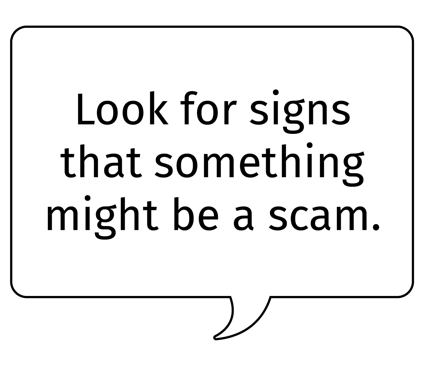 Look for signs
that something
might be a scam.